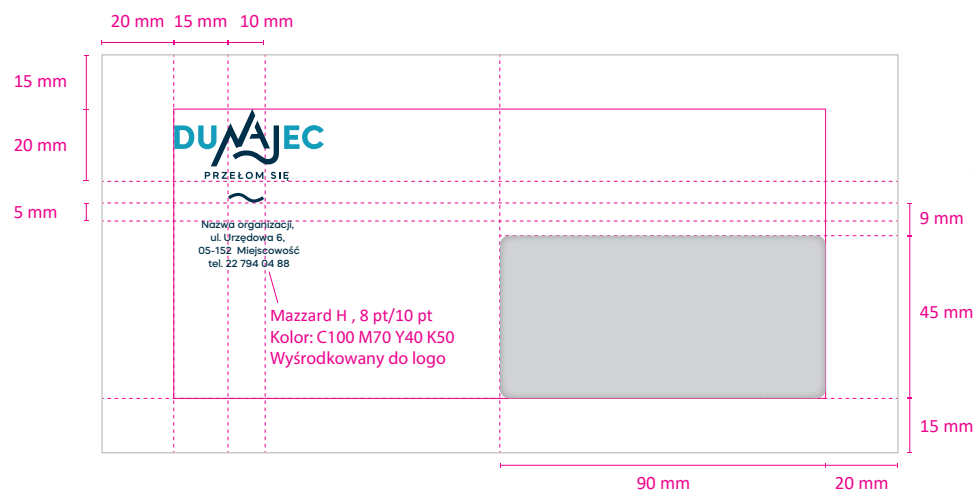 20 mm 15 mm 10 mm
15 mm
20 mm
5 mm
DUNAJEC
PRZEŁOM SIĘ
Nazwa organizacji,
ul. Urzędowa 6,
05-152 Miejscowość
tel. 22 794 04 88
Mazzard H , 8 pt/10 pt
Kolor: C100 M70 Y40 K50
Wyśrodkowany do logo
9 mm
45 mm
15 mm
90 mm 20 mm